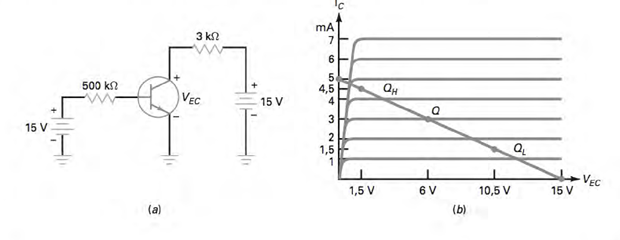 3 kΩ
500 kΩ
+
V_EC
−
+
15 V
−
+
15 V
−
(a)
I_C
mA
7
6
5
4,5
4
3
2
1,5
1
Q_H
Q
Q_L
1,5 V
6 V
10,5 V
15 V
V_EC
(b)